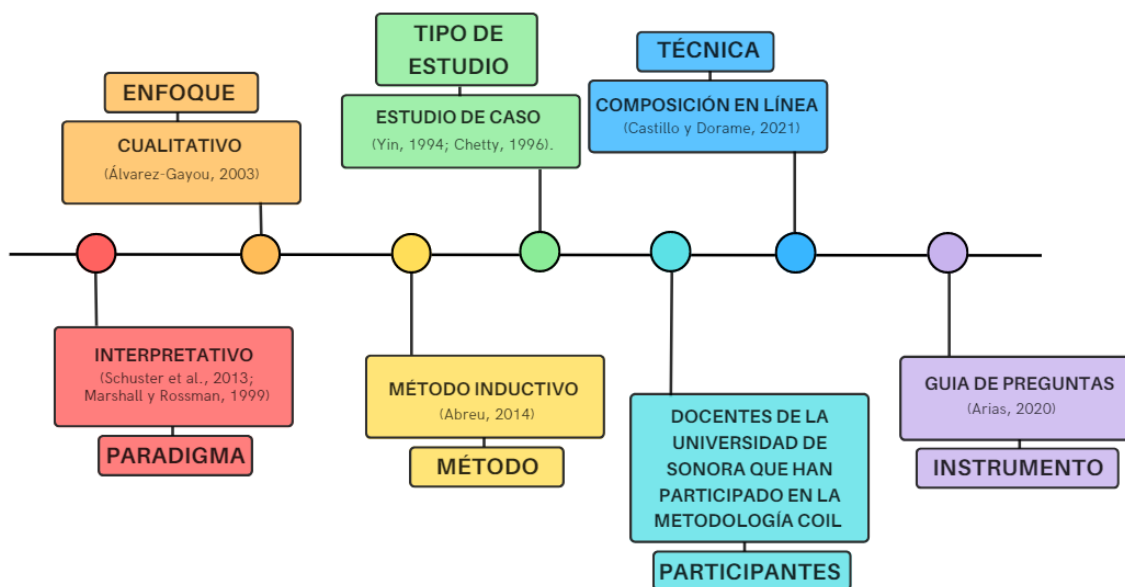 PARADIGMA
INTERPRETATIVO
(Schuster et al., 2013;
Marshall y Rossman, 1999)
ENFOQUE
CUALITATIVO
(Álvarez-Gayou, 2003)
MÉTODO INDUCTIVO
(Abreu, 2014)
MÉTODO
TIPO DE
ESTUDIO
ESTUDIO DE CASO
(Yin, 1994; Chetty, 1996).
DOCENTES DE LA
UNIVERSIDAD DE
SONORA QUE HAN
PARTICIPADO EN LA
METODOLOGÍA COIL
PARTICIPANTES
TÉCNICA
COMPOSICIÓN EN LÍNEA
(Castillo y Dorame, 2021)
GUIA DE PREGUNTAS
(Arias, 2020)
INSTRUMENTO